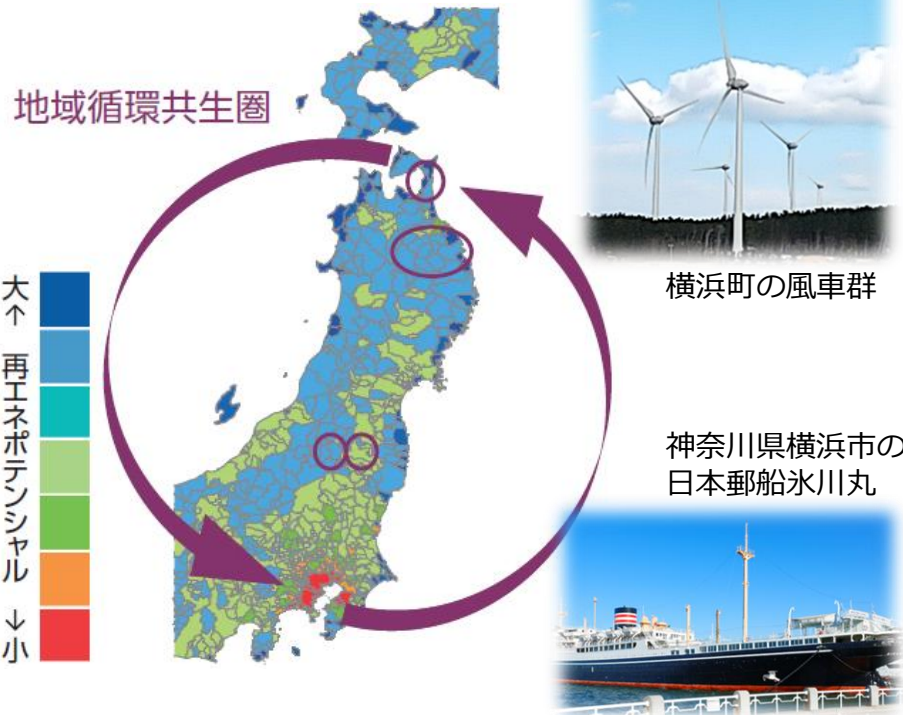 地域循環共生圏
大↑ 再エネポテンシャル ↓小
横浜町の風車群
神奈川県横浜市の
日本郵船氷川丸